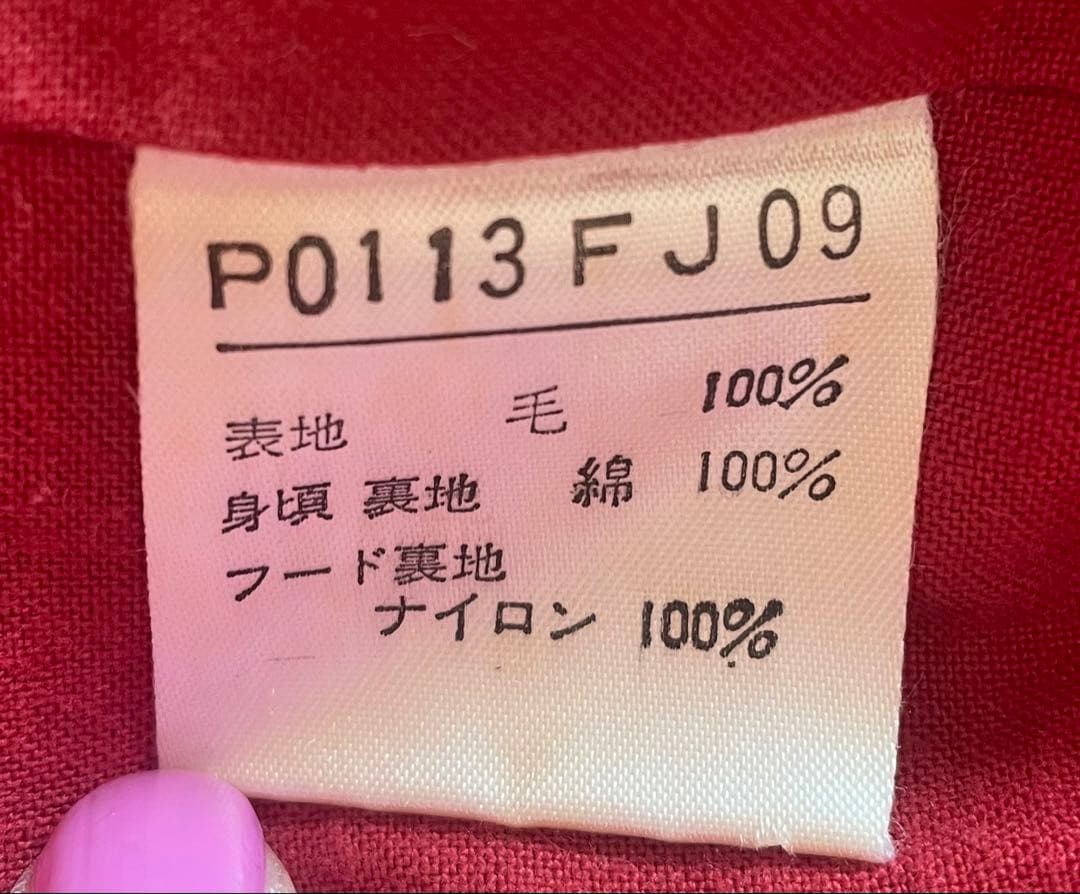 P0113FJ09
表地 毛 100%
身頃 裏地 綿 100%
フード裏地
ナイロン 100%